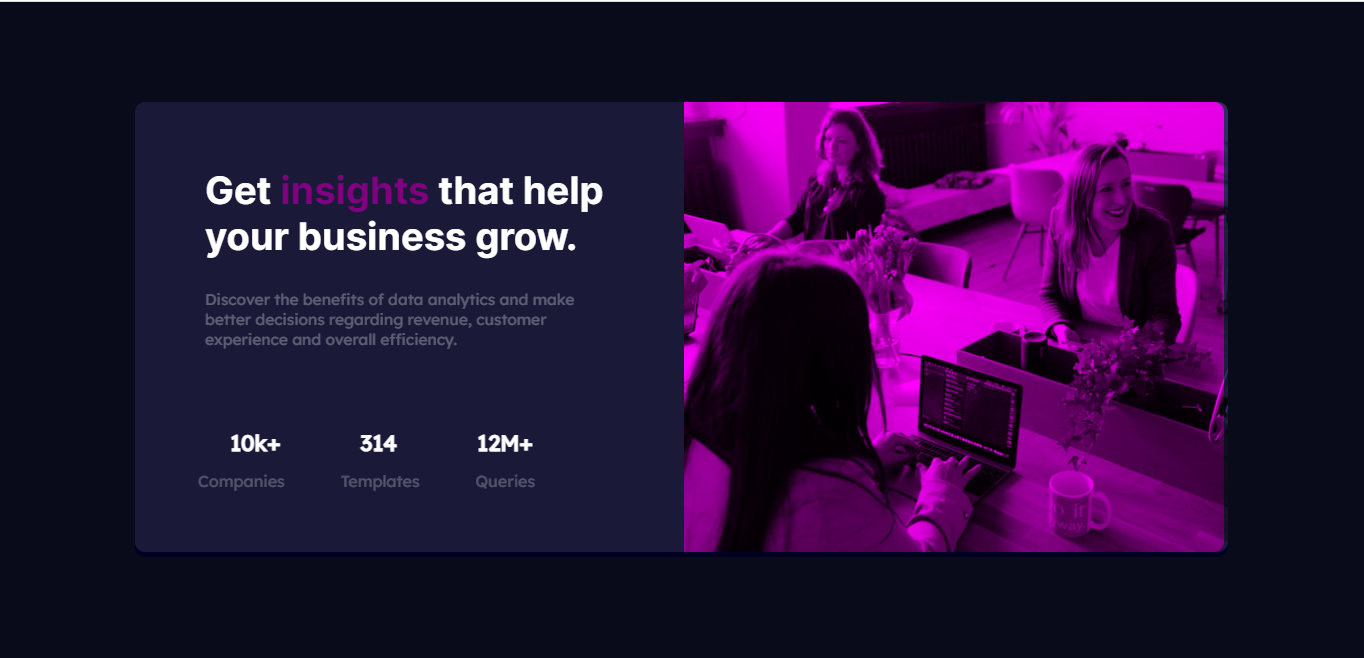 Get insights that help
your business grow.
Discover the benefits of data analytics and make
better decisions regarding revenue, customer
experience and overall efficiency.
10k+ 314 12M+
Companies Templates Queries